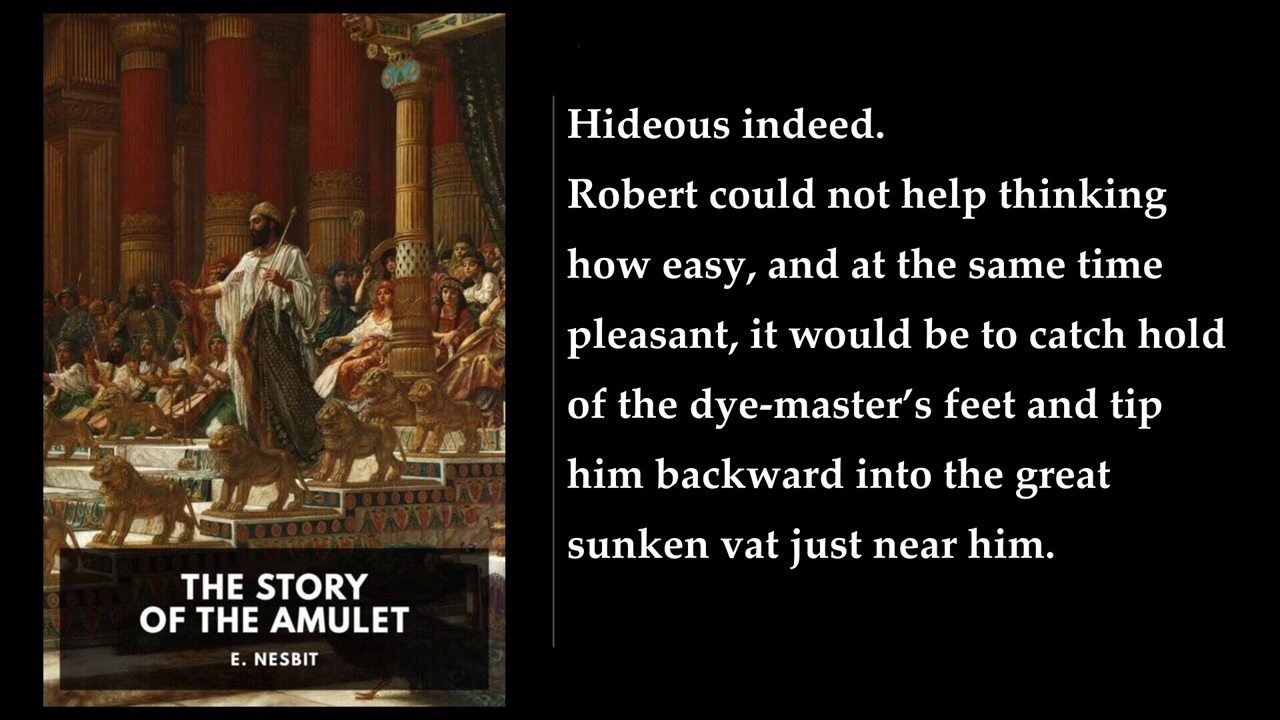 THE STORY
OF THE AMULET
E. NESBIT
Hideous indeed.
Robert could not help thinking
how easy, and at the same time
pleasant, it would be to catch hold
of the dye-master’s feet and tip
him backward into the great
sunken vat just near him.